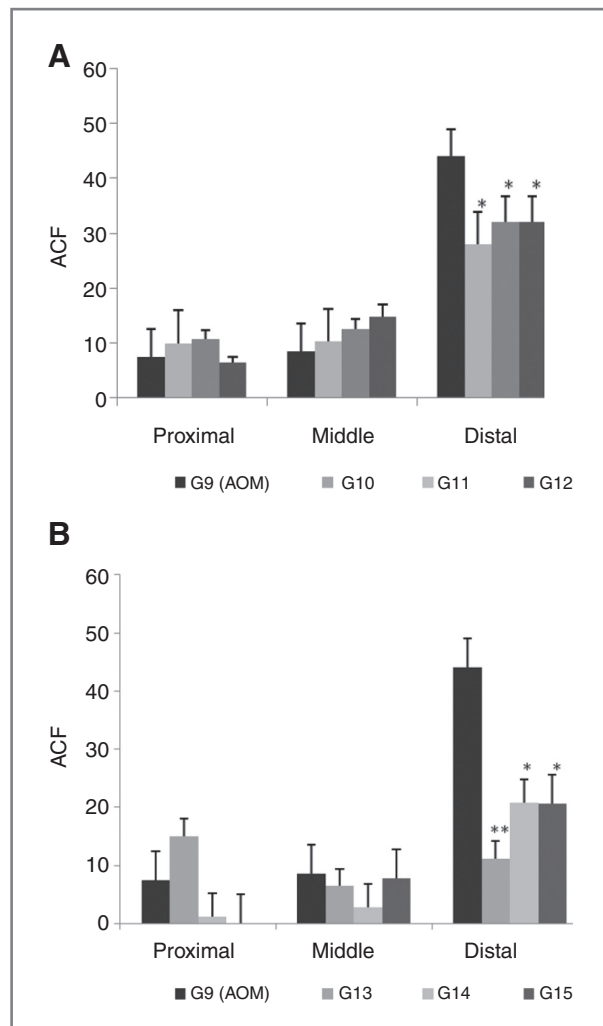 A
60
50
40
30
20
10
0
ACF
* * *
Proximal Middle Distal
G9 (AOM) G10 G11 G12
B
60
50
40
30
20
10
0
ACF
** * *
Proximal Middle Distal
G9 (AOM) G13 G14 G15